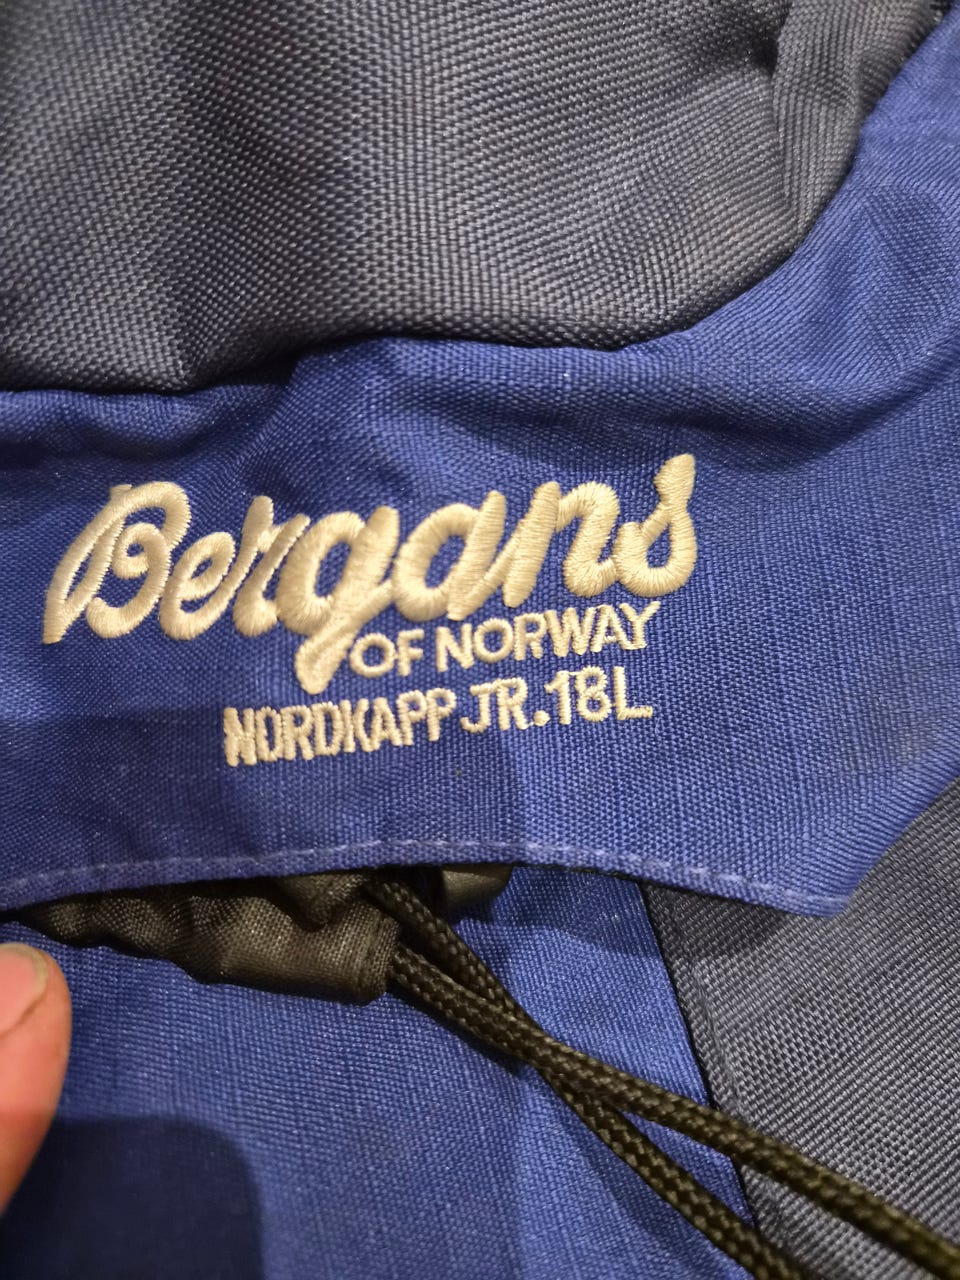 Bergans
OF NORWAY
NORDKAPP JR. 18L